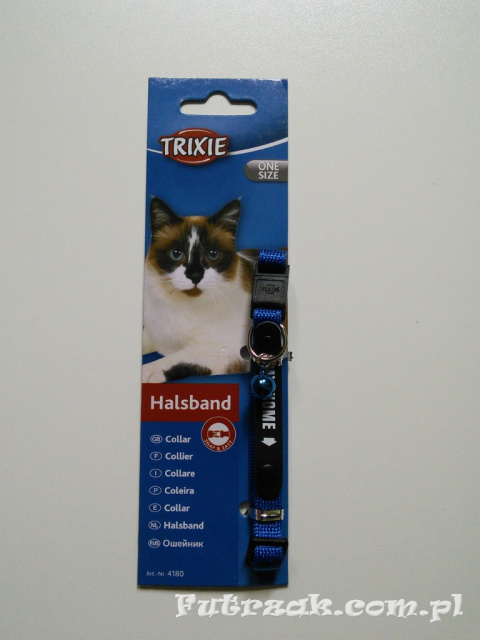 TRIXIE
ONE
SIZE
Halsband
GB Collar
F Collier
I Collare
P Coleira
E Collar
NL Halsband
RUS Ошейник
Art.-Nr. 4180
HOME
Futrzak.com.pl